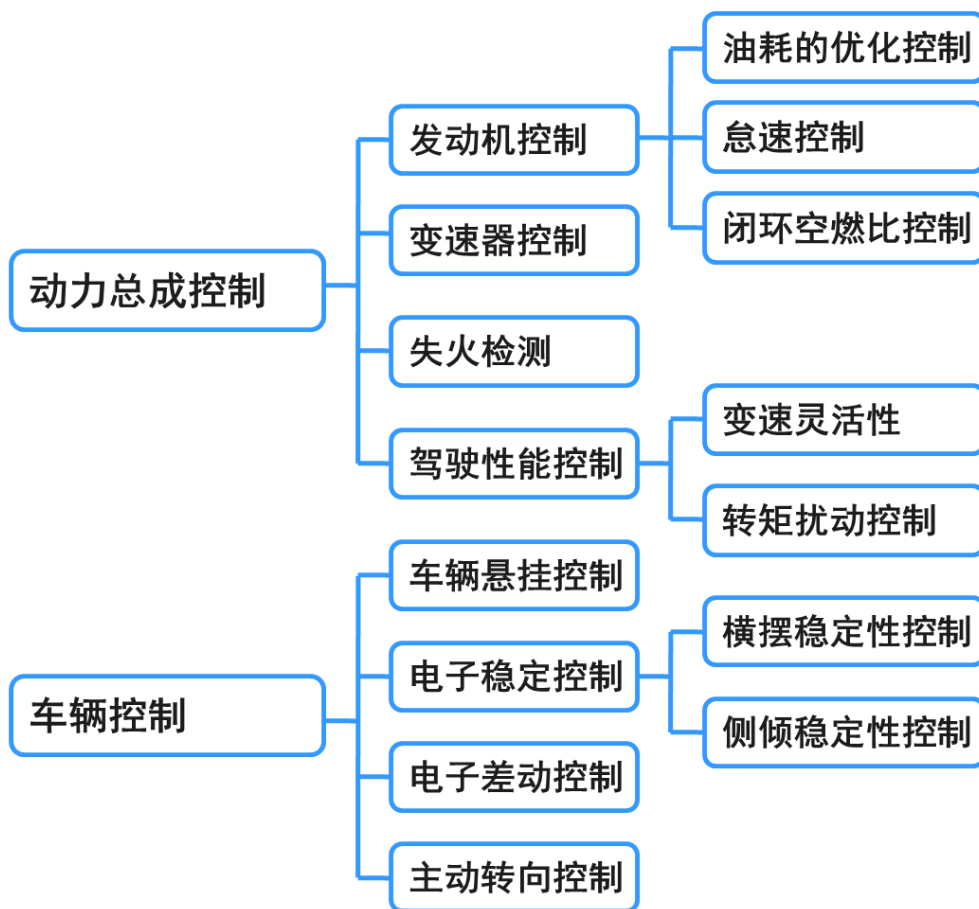 动力总成控制
发动机控制
油耗的优化控制
怠速控制
闭环空燃比控制
变速器控制
失火检测
驾驶性能控制
变速灵活性
转矩扰动控制
车辆控制
车辆悬挂控制
电子稳定控制
横摆稳定性控制
侧倾稳定性控制
电子差动控制
主动转向控制